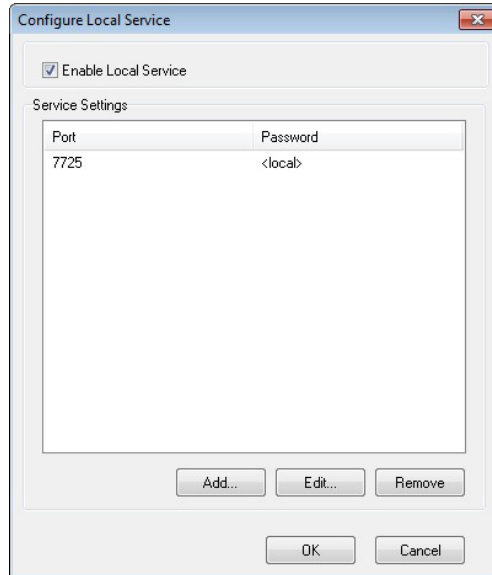 Configure Local Service
Enable Local Service
Service Settings
Port Password
7725 <local>
Add... Edit... Remove
OK Cancel